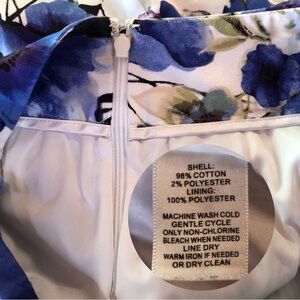 SHELL:
98% COTTON
2% POLYESTER
LINING:
100% POLYESTER
MACHINE WASH COLD
GENTLE CYCLE
ONLY NON-CHLORINE
BLEACH WHEN NEEDED
LINE DRY
WARM IRON IF NEEDED
OR DRY CLEAN